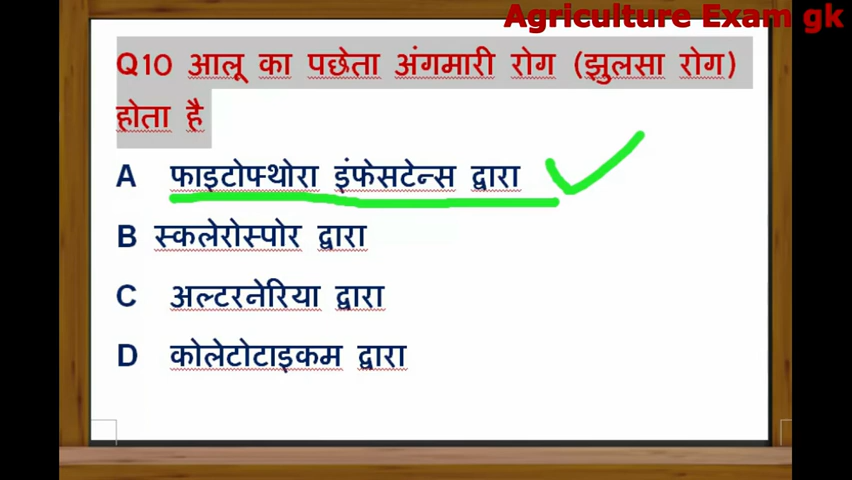 Agriculture Exam gk
Q10 आलू का पछेता अंगमारी रोग (झुलसा रोग)
होता है
A फाइटोफ्थोरा इंफेसटेन्स द्वारा
B स्कलेरोस्पोर द्वारा
C अल्टरनेरिया द्वारा
D कोलेटोटाइकम द्वारा